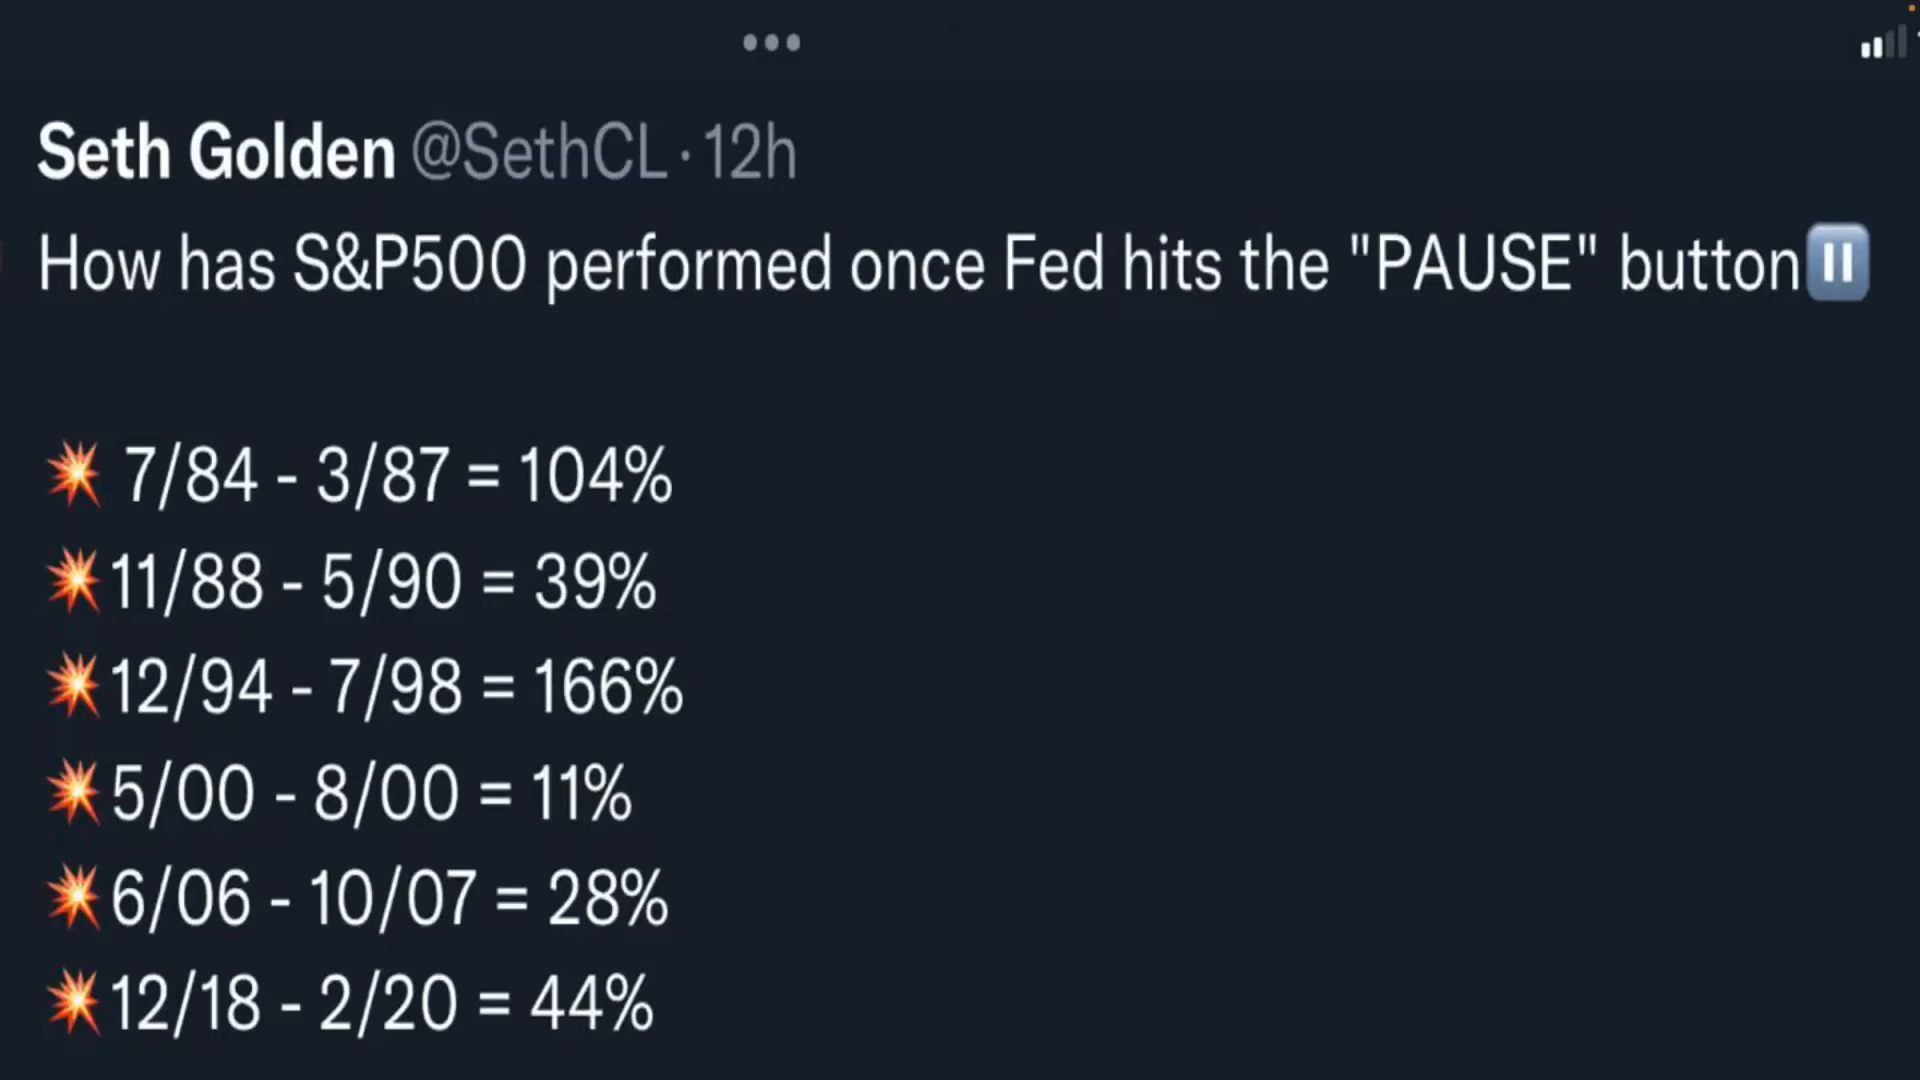 Seth Golden @SethCL · 12h
How has S&P500 performed once Fed hits the "PAUSE" button⏸️
💥 7/84 - 3/87 = 104%
💥11/88 - 5/90 = 39%
💥12/94 - 7/98 = 166%
💥5/00 - 8/00 = 11%
💥6/06 - 10/07 = 28%
💥12/18 - 2/20 = 44%